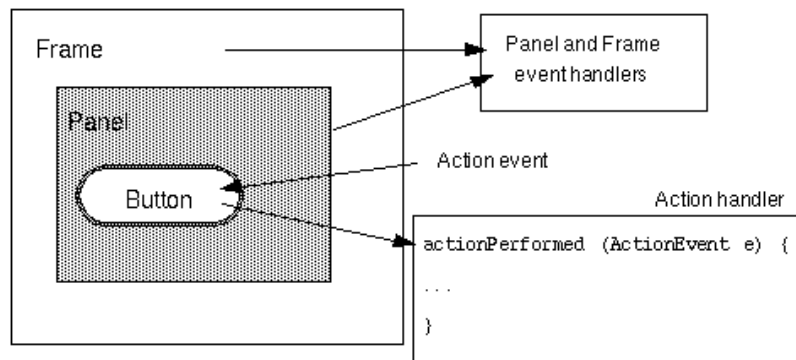 Frame
Panel and Frame
event handlers
Panel
Action event
Button
Action handler
actionPerformed (ActionEvent e) {
...
}